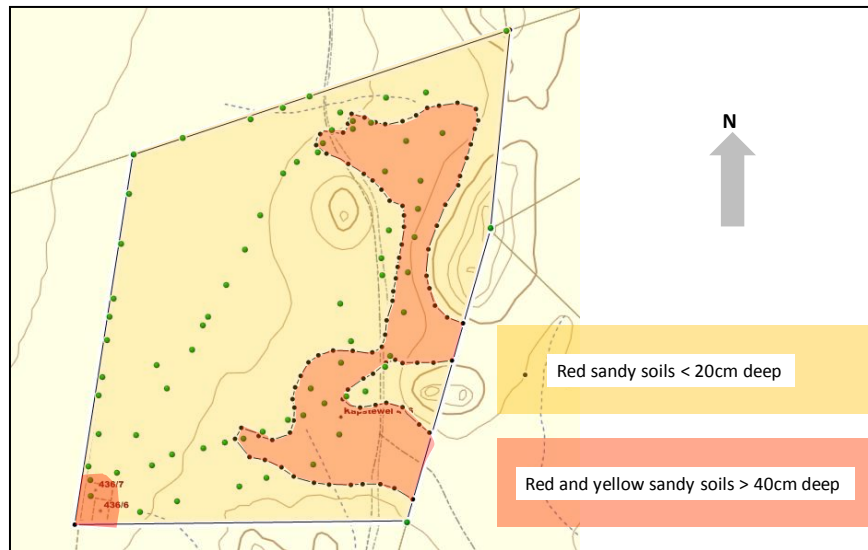 N
Red sandy soils < 20cm deep
Red and yellow sandy soils > 40cm deep
436/7
436/6